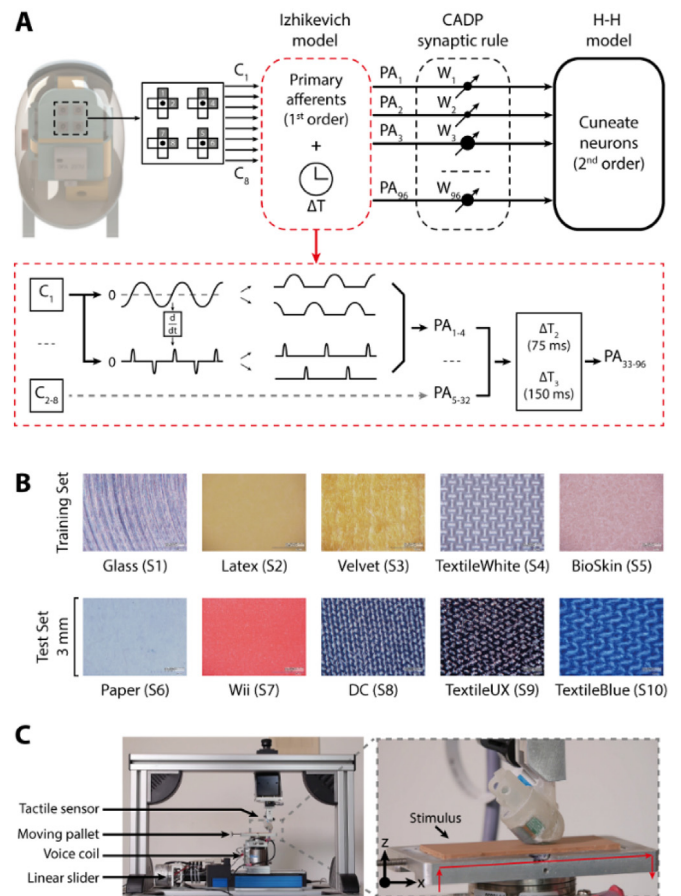 A
Izhikevich
model
CADP
synaptic rule
H-H
model
C1
C8
Primary
afferents
(1st order)
+
ΔT
PA1
PA2
PA3
PA96
W1
W2
W3
W96
Cuneate
neurons
(2nd order)
C1
C2-8
0
0
d
dt
PA1-4
PA5-32
ΔT2
(75 ms)
ΔT3
(150 ms)
PA33-96
B
Training Set
Glass (S1)
Latex (S2)
Velvet (S3)
TextileWhite (S4)
BioSkin (S5)
Test Set
3 mm
Paper (S6)
Wii (S7)
DC (S8)
TextileUX (S9)
TextileBlue (S10)
C
Tactile sensor
Moving pallet
Voice coil
Linear slider
Stimulus
z
x